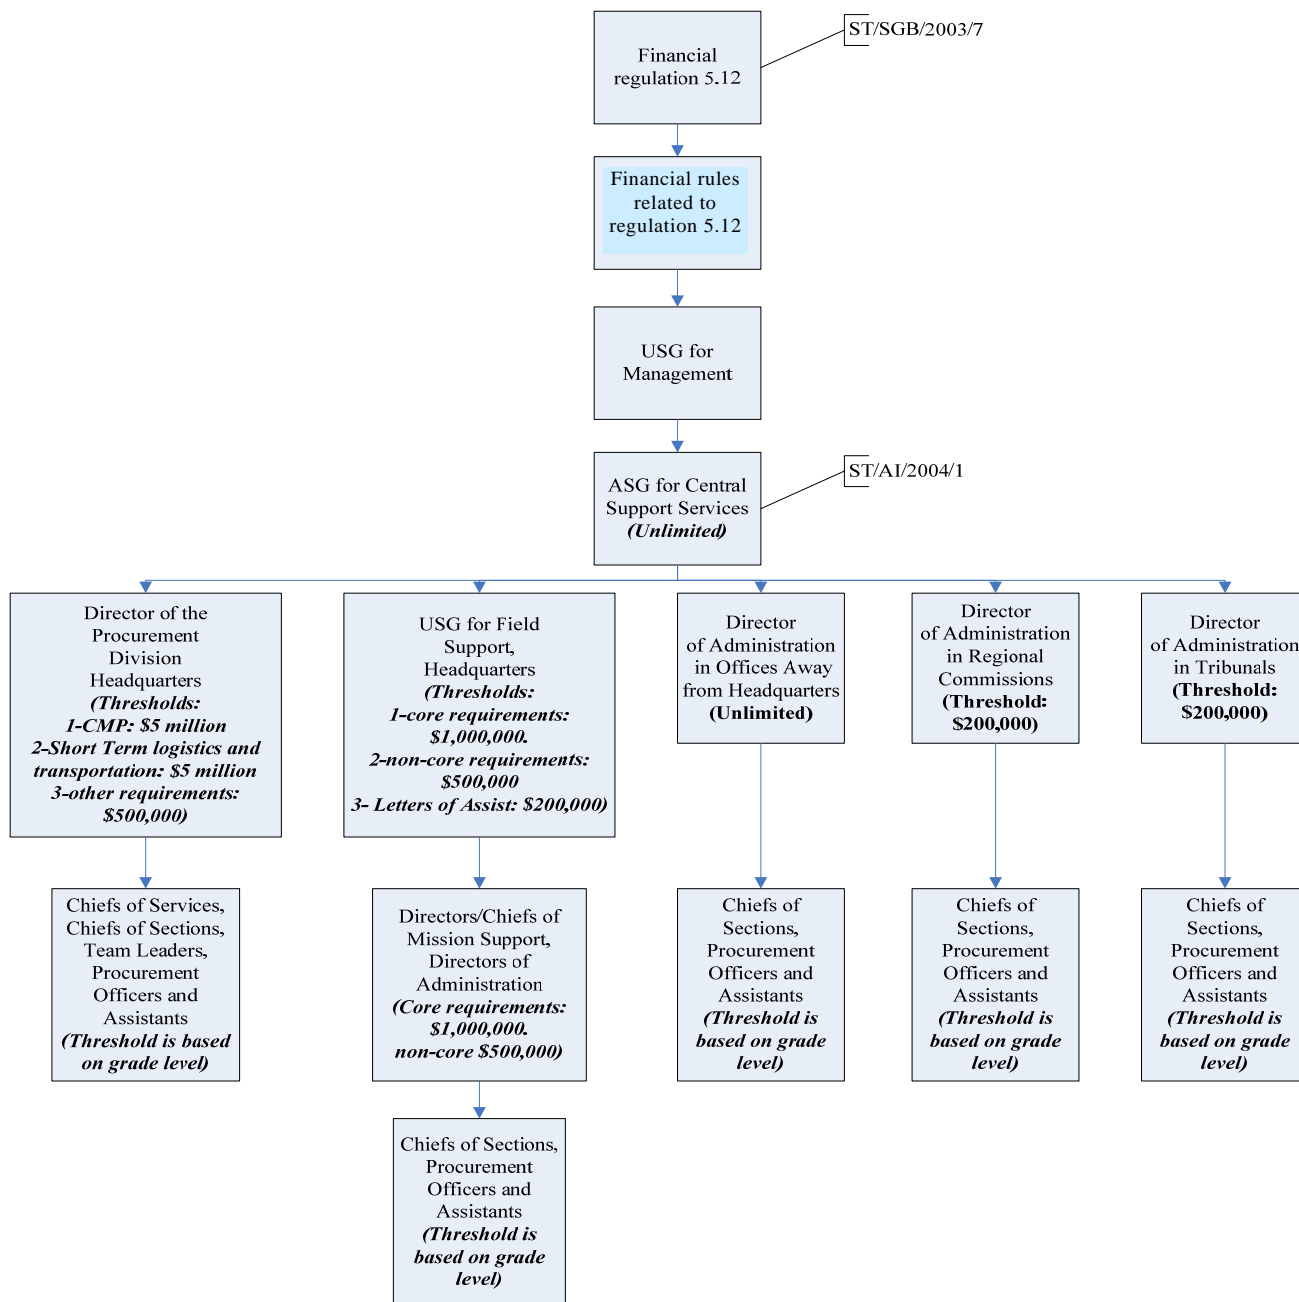 ST/SGB/2003/7
Financial
regulation 5.12
Financial rules
related to
regulation 5.12
USG for
Management
ST/AI/2004/1
ASG for Central
Support Services
(Unlimited)
Director of the
Procurement
Division
Headquarters
(Thresholds:
1-CMP: $5 million
2-Short Term logistics and
transportation: $5 million
3-other requirements:
$500,000)
USG for Field
Support,
Headquarters
(Thresholds:
1-core requirements:
$1,000,000.
2-non-core requirements:
$500,000
3- Letters of Assist: $200,000)
Director
of Administration
in Offices Away
from Headquarters
(Unlimited)
Director
of Administration
in Regional
Commissions
(Threshold:
$200,000)
Director
of Administration
in Tribunals
(Threshold:
$200,000)
Chiefs of Services,
Chiefs of Sections,
Team Leaders,
Procurement
Officers and
Assistants
(Threshold is based
on grade level)
Directors/Chiefs of
Mission Support,
Directors of
Administration
(Core requirements:
$1,000,000.
non-core $500,000)
Chiefs of
Sections,
Procurement
Officers and
Assistants
(Threshold is
based on grade
level)
Chiefs of
Sections,
Procurement
Officers and
Assistants
(Threshold is
based on grade
level)
Chiefs of
Sections,
Procurement
Officers and
Assistants
(Threshold is
based on grade
level)
Chiefs of Sections,
Procurement
Officers and
Assistants
(Threshold is
based on grade
level)